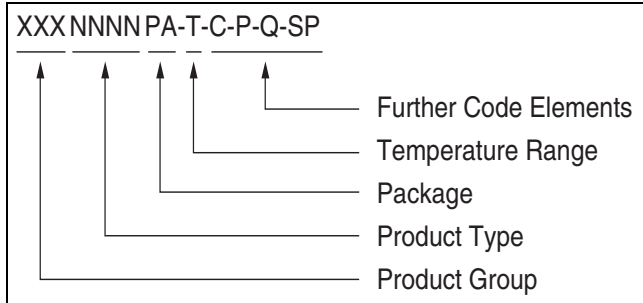 XXX NNNN PA-T-C-P-Q-SP
Further Code Elements
Temperature Range
Package
Product Type
Product Group